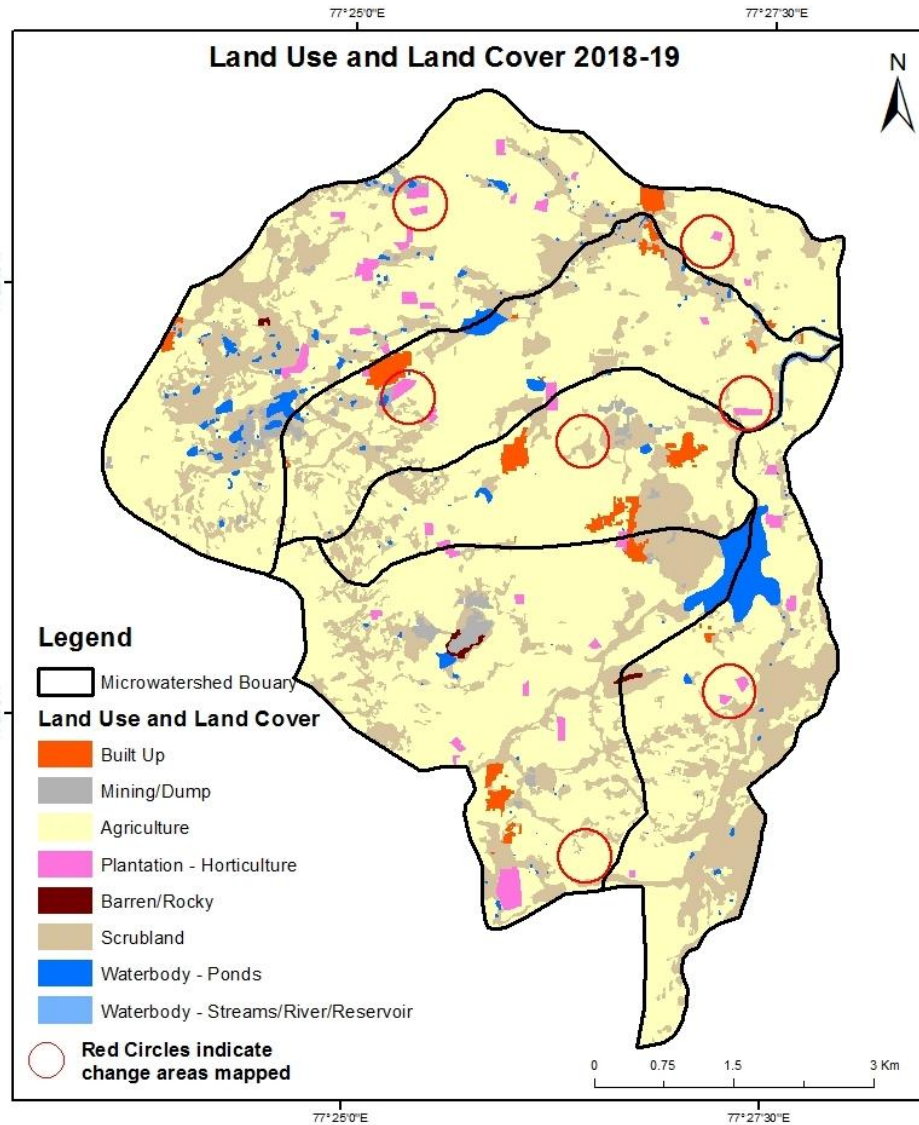 77°25'0"E
77°27'30"E
Land Use and Land Cover 2018-19
N
Legend
Microwatershed Bouary
Land Use and Land Cover
Built Up
Mining/Dump
Agriculture
Plantation - Horticulture
Barren/Rocky
Scrubland
Waterbody - Ponds
Waterbody - Streams/River/Reservoir
Red Circles indicate
change areas mapped
0 0.75 1.5 3 Km
77°25'0"E
77°27'30"E